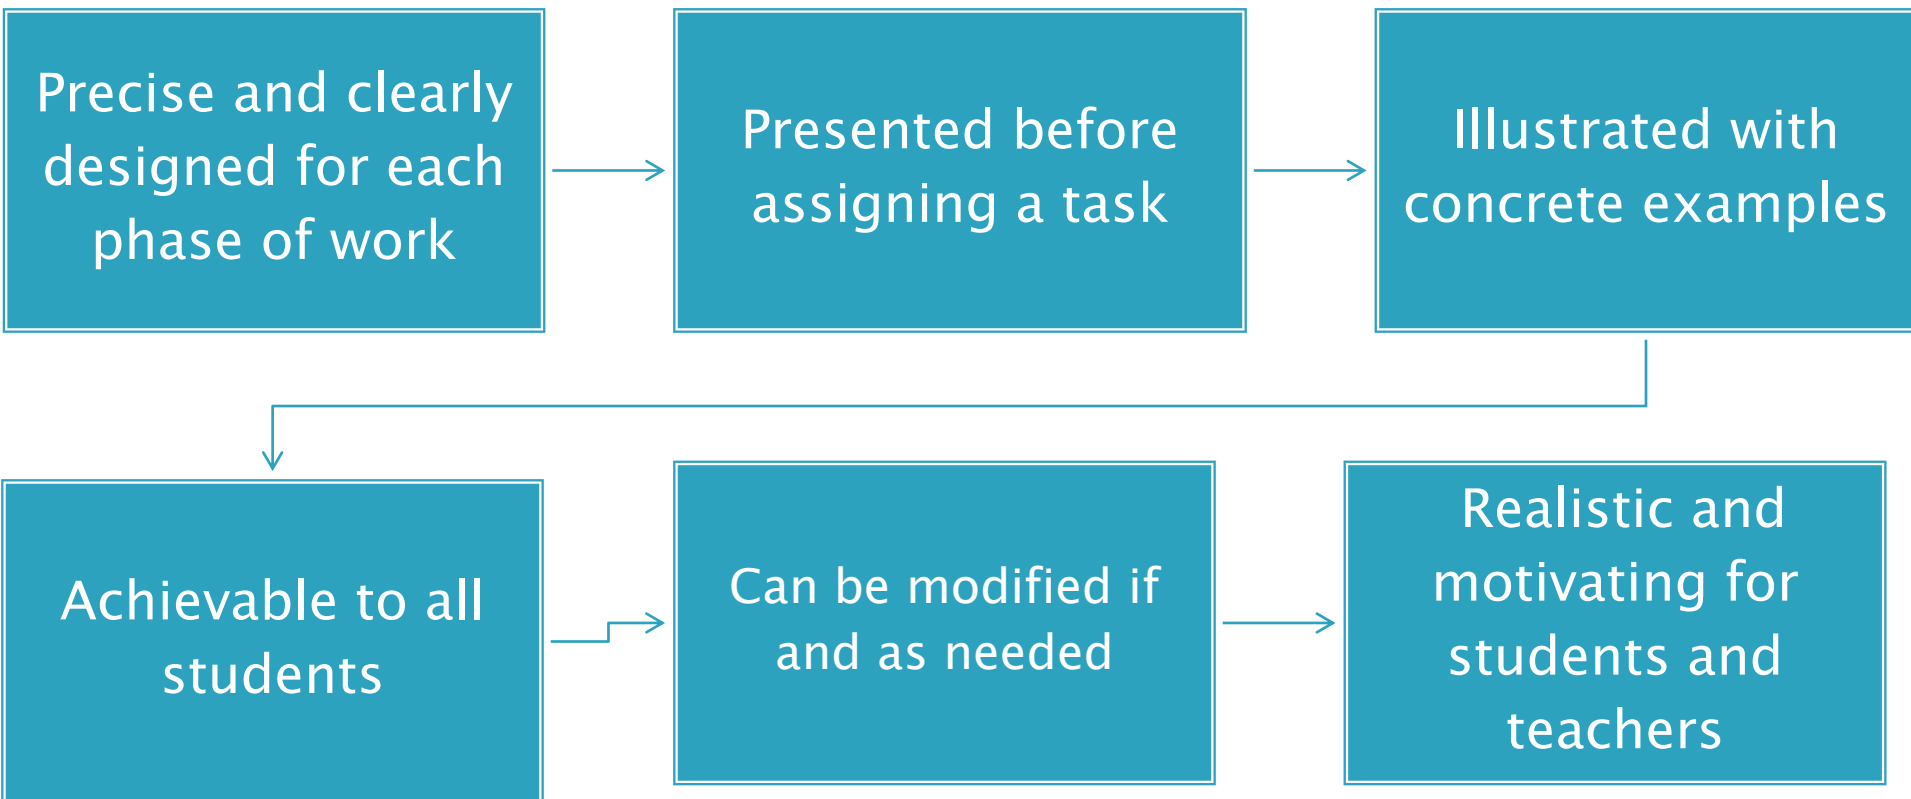 Precise and clearly
designed for each
phase of work
Presented before
assigning a task
Illustrated with
concrete examples
Achievable to all
students
Can be modified if
and as needed
Realistic and
motivating for
students and
teachers